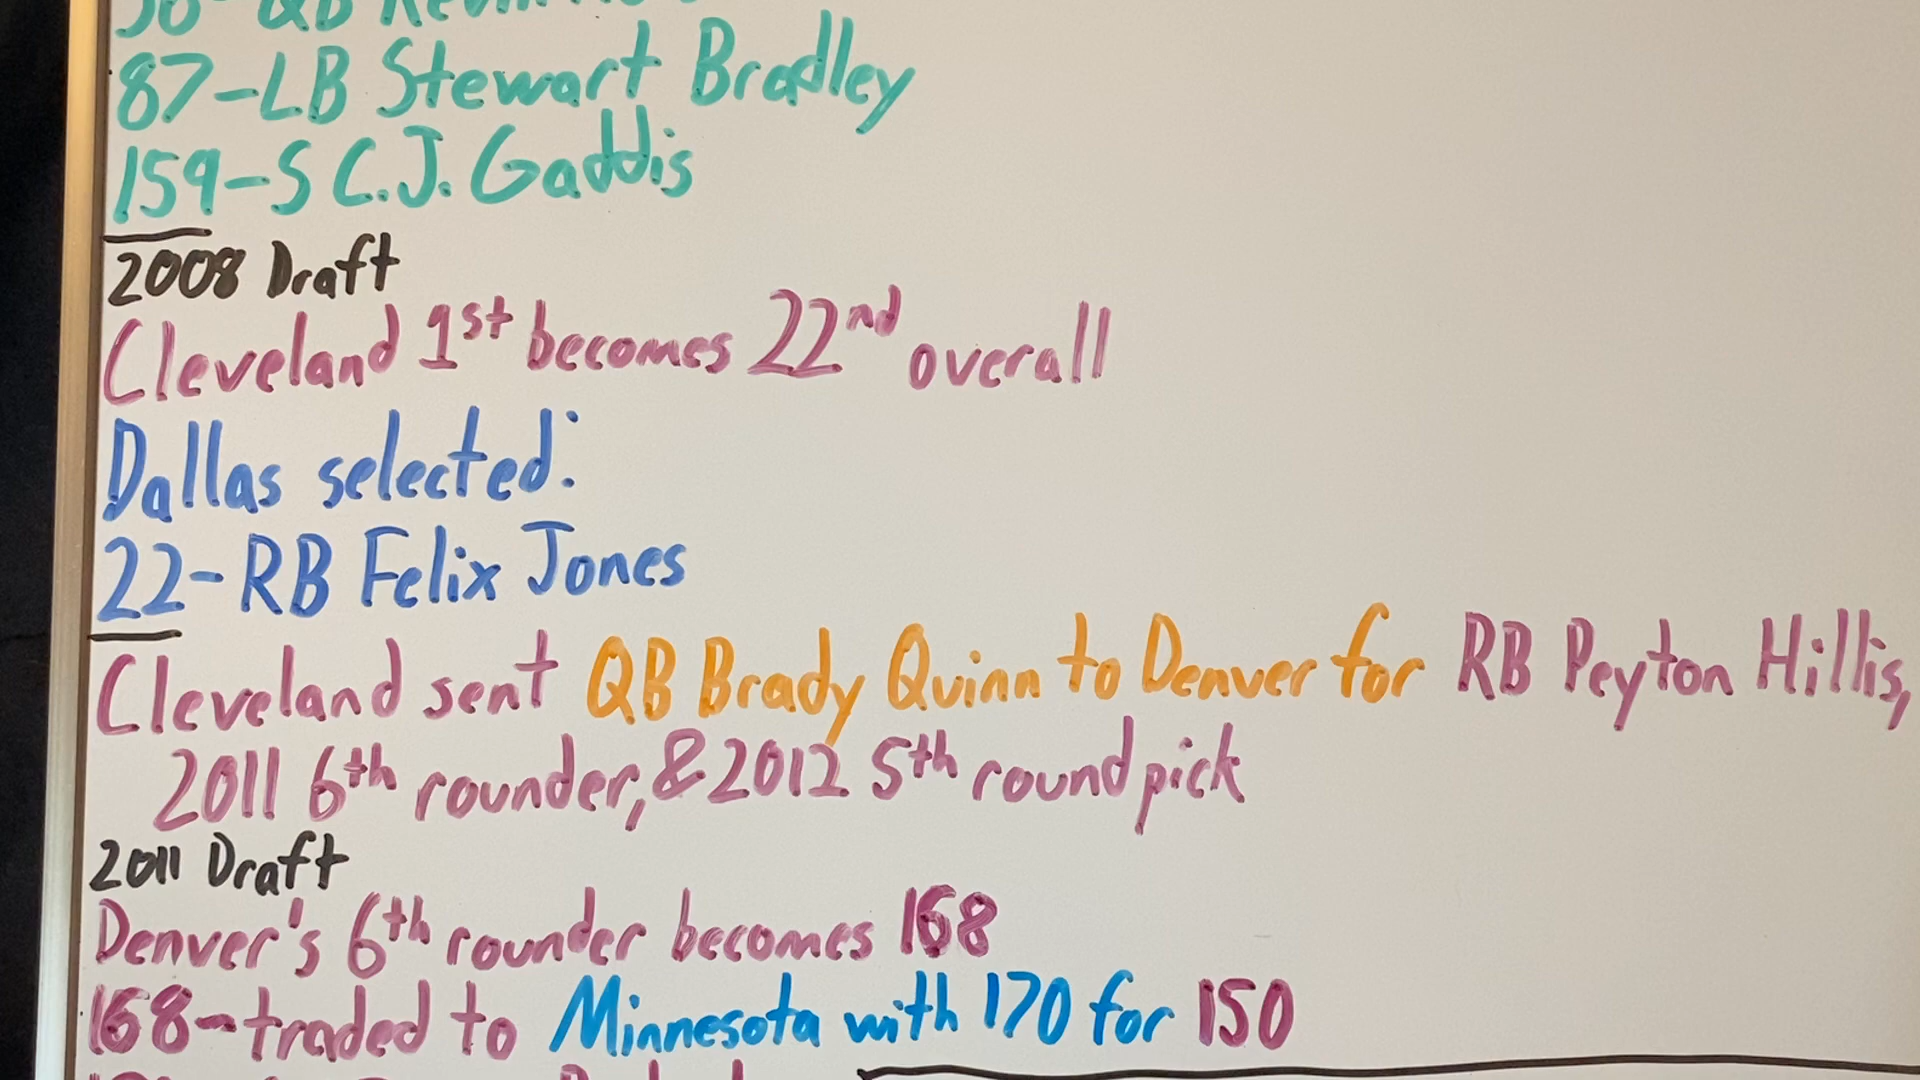 QB Kevin
87-LB Stewart Bradley
159-S C.J. Gaddis
2008 Draft
Cleveland 1st becomes 22nd overall
Dallas selected:
22-RB Felix Jones
Cleveland sent QB Brady Quinn to Denver for RB Peyton Hillis,
2011 6th rounder, & 2012 5th round pick
2011 Draft
Denver's 6th rounder becomes 168
168-traded to Minnesota with 170 for 150